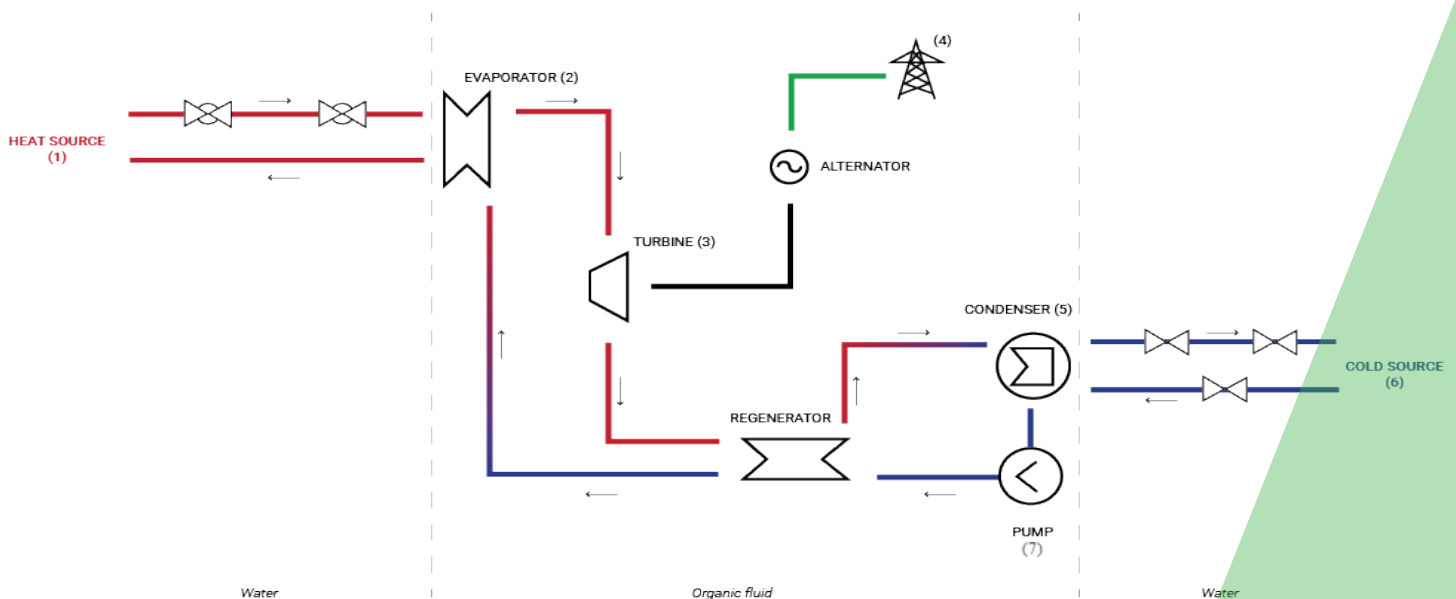 (4)
EVAPORATOR (2)
HEAT SOURCE
(1)
ALTERNATOR
TURBINE (3)
CONDENSER (5)
COLD SOURCE
(6)
REGENERATOR
PUMP
(7)
Water
Organic fluid
Water